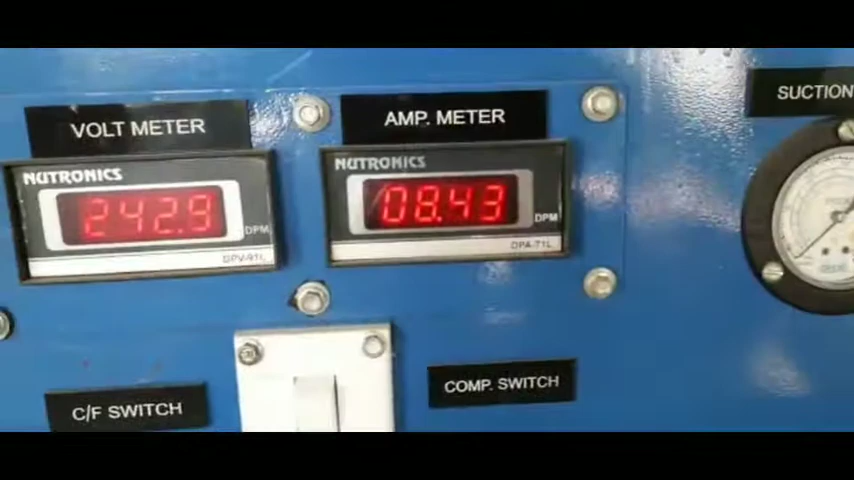 VOLT METER
AMP. METER
SUCTION
NUTRONICS
NUTRONICS
242.9
DPM
08.43
DPM
DPV-91L
DPA-71L
C/F SWITCH
COMP. SWITCH